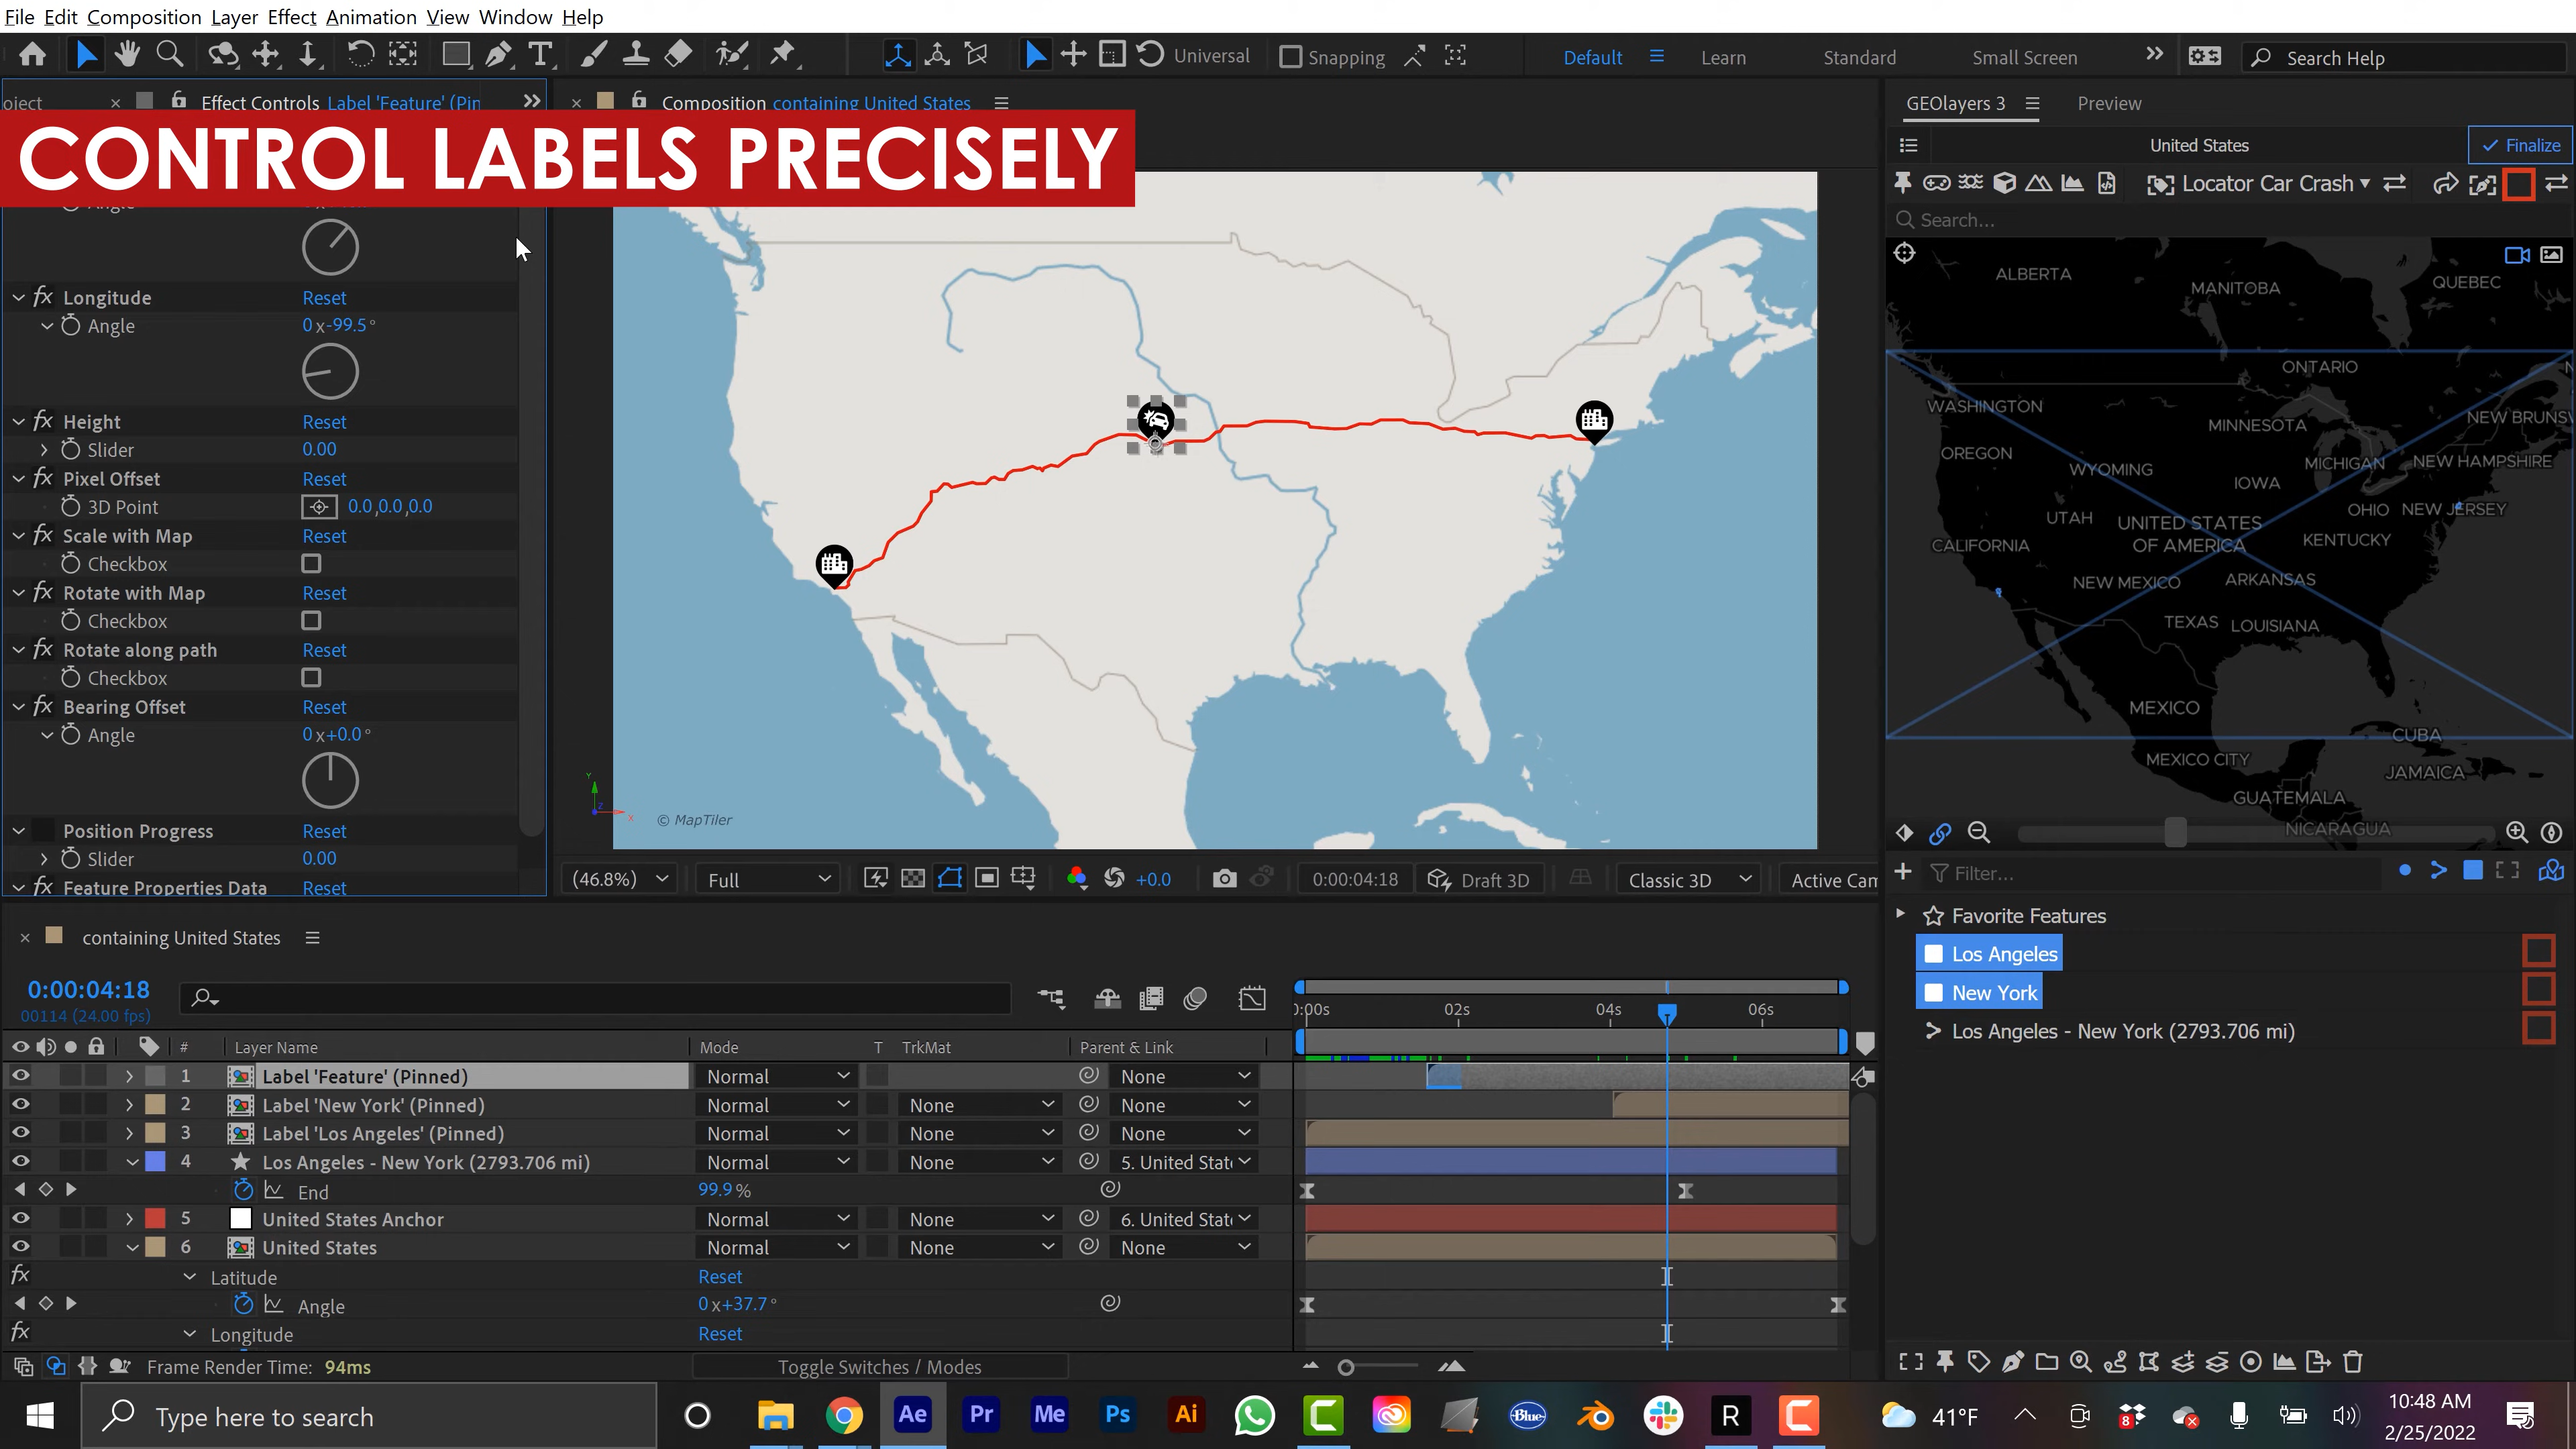 File Edit Composition Layer Effect Animation View Window Help
Universal Snapping Default Learn Standard Small Screen Search Help
oject Effect Controls Label 'Feature' (Pin
Composition containing United States
GEOlayers 3 Preview
CONTROL LABELS PRECISELY
United States Finalize
Locator Car Crash
Search...
Longitude Reset
Angle 0x-99.5°
Height Reset
Slider 0.00
Pixel Offset Reset
3D Point 0.0,0.0,0.0
Scale with Map Reset
Checkbox
Rotate with Map Reset
Checkbox
Rotate along path Reset
Checkbox
Bearing Offset Reset
Angle 0x+0.0°
Position Progress Reset
Slider 0.00
Feature Properties Data Reset
© MapTiler
Y
Z
X
(46.8%) Full +0.0 0:00:04:18 Draft 3D Classic 3D Active Cam
ALBERTA
MANITOBA
QUEBEC
ONTARIO
WASHINGTON
NEW BRUNS
MINNESOTA
OREGON
WYOMING
MICHIGAN
NEW HAMPSHIRE
IOWA
UTAH
UNITED STATES
OF AMERICA
OHIO
NEW JERSEY
CALIFORNIA
KENTUCKY
NEW MEXICO
ARKANSAS
TEXAS
LOUISIANA
MEXICO
CUBA
MEXICO CITY
JAMAICA
GUATEMALA
NICARAGUA
Filter...
Favorite Features
Los Angeles
New York
Los Angeles - New York (2793.706 mi)
containing United States
0:00:04:18
00114 (24.00 fps)
0:00s 02s 04s 06s
# Layer Name Mode T TrkMat Parent & Link
1 Label 'Feature' (Pinned) Normal None
2 Label 'New York' (Pinned) Normal None None
3 Label 'Los Angeles' (Pinned) Normal None None
4 Los Angeles - New York (2793.706 mi) Normal None 5. United Stat
End 99.9%
5 United States Anchor Normal None 6. United Stat
6 United States Normal None None
fx Latitude Reset
Angle 0x+37.7°
fx Longitude Reset
Frame Render Time: 94ms Toggle Switches / Modes
Type here to search
Ae Pr Me Ps Ai Blue R
8
41°F
10:48 AM
2/25/2022